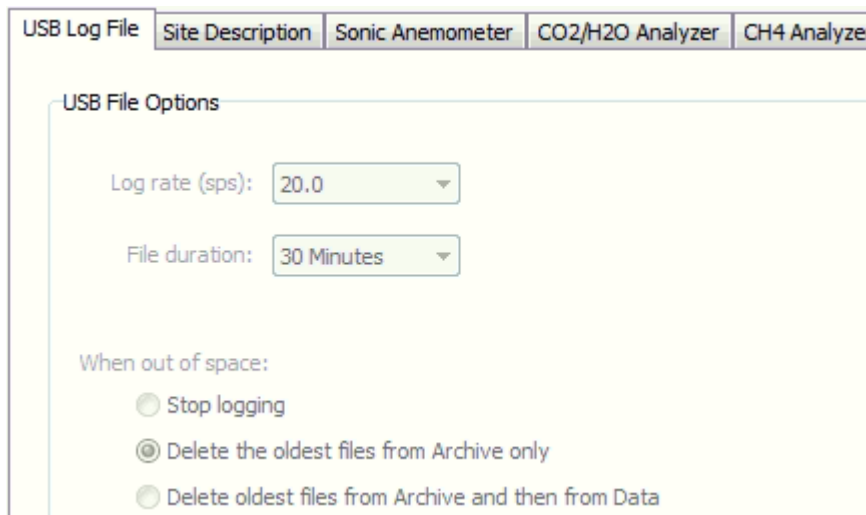 USB Log File Site Description Sonic Anemometer CO2/H2O Analyzer CH4 Analyze
USB File Options
Log rate (sps): 20.0
File duration: 30 Minutes
When out of space:
Stop logging
Delete the oldest files from Archive only
Delete oldest files from Archive and then from Data